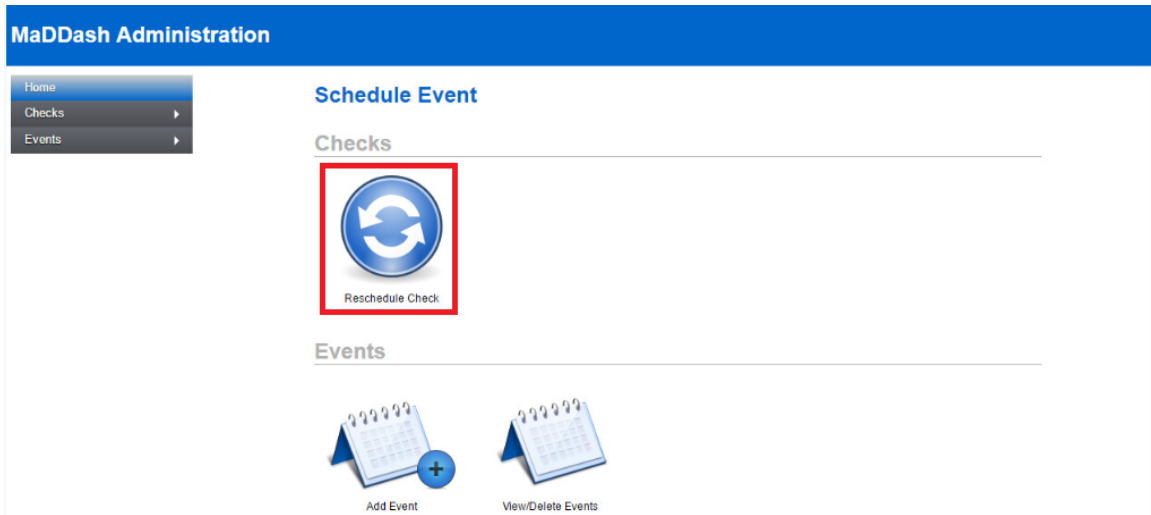 MaDDash Administration
Home
Checks
Events
Schedule Event
Checks
Reschedule Check
Events
Add Event
View/Delete Events